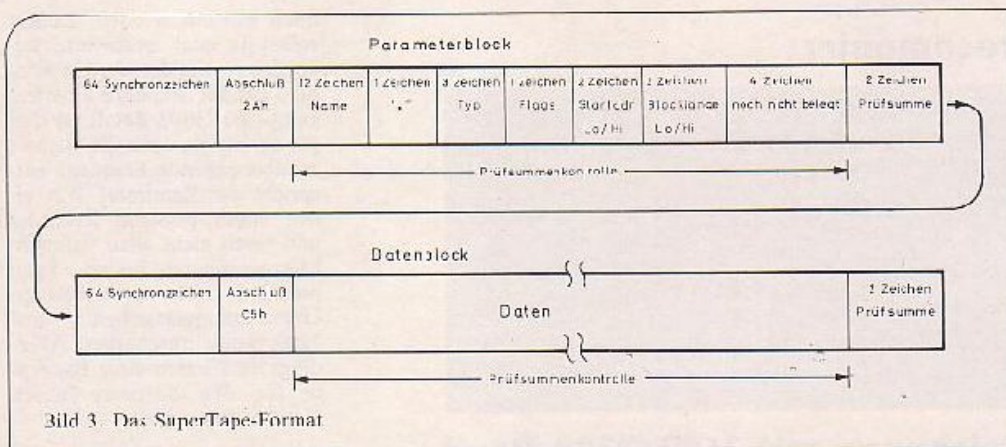 Parameterblock
64 Synchronzeichen Abschluß 12 Zeichen 1 Zeichen 3 Zeichen 1 Zeichen 2 Zeichen 2 Zeichen 4 Zeichen 2 Zeichen
2Ah Name "." Typ Flags Startadr Blocklänge noch nicht belegt Prüfsumme
Lo/Hi Lo/Hi
Prüfsummenkontrolle
Datenblock
64 Synchronzeichen Abschluß Zeichen
C5h Daten Prüfsumme
Prüfsummenkontrolle
Bild 3. Das SuperTape-Format